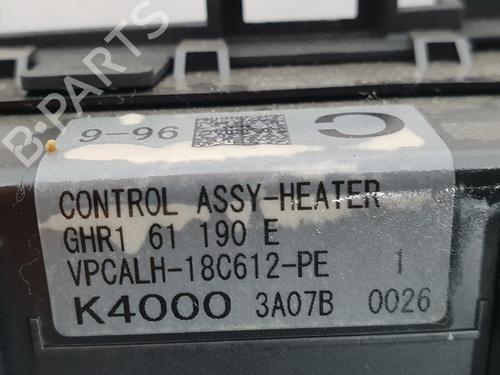 9-96
C
CONTROL ASSY-HEATER
GHR1 61 190 E
VPCALH-18C612-PE 1
K4000 3A07B 0026
B-PARTS